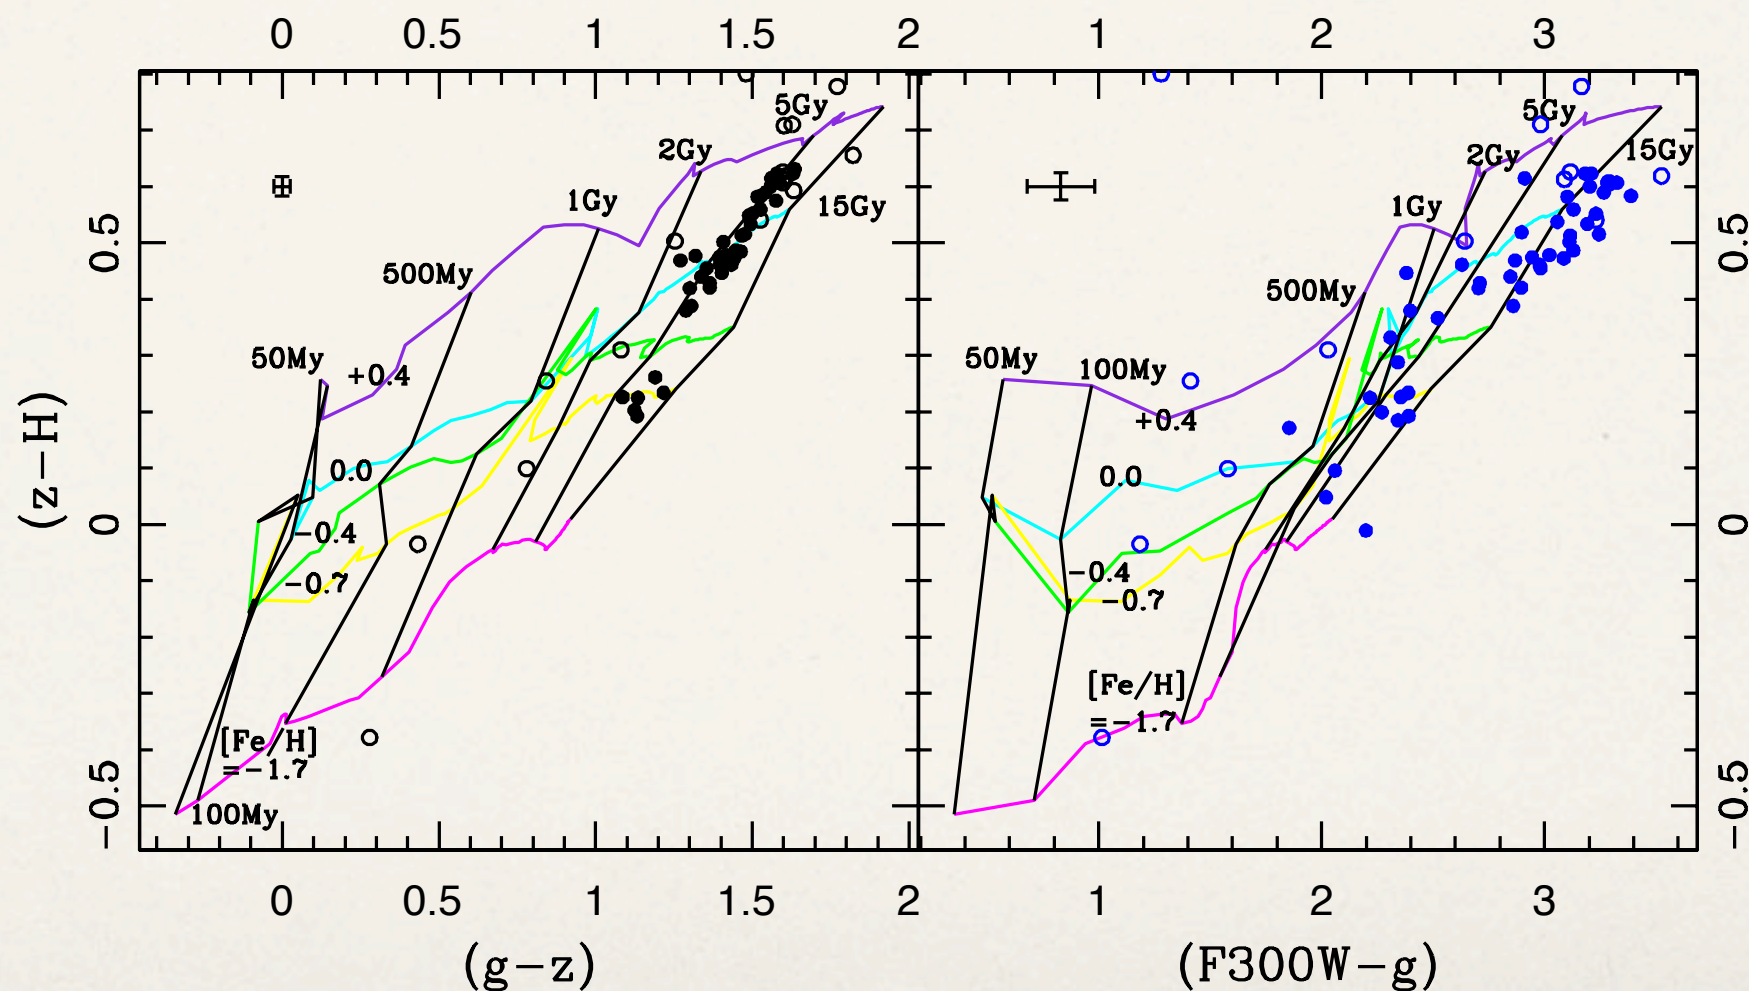 0 0.5 1 1.5 2 1 2 3
5Gy 5Gy
2Gy 2Gy 15Gy
1Gy 15Gy 1Gy
0.5 0.5
500My 500My
50My 50My 100My
+0.4 +0.4
(z-H)
0.0 0.0
0 0
-0.4 -0.4
-0.7 -0.7
[Fe/H] [Fe/H]
=-1.7 =-1.7
-0.5 -0.5
100My
0 0.5 1 1.5 2 1 2 3
(g-z) (F300W-g)